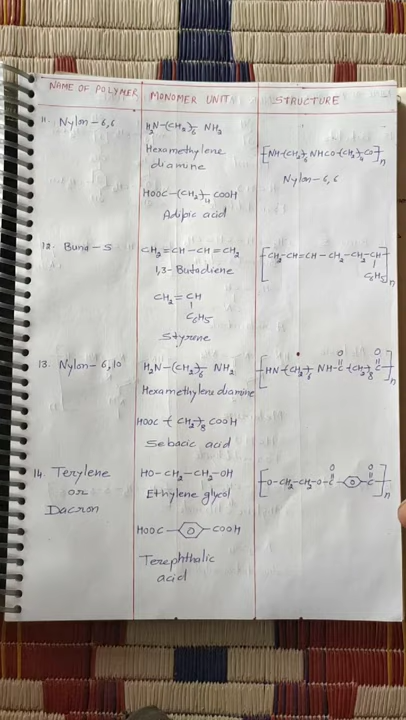 NAME OF POLYMER
MONOMER UNIT
STRUCTURE
11. Nylon-6,6
H₂N-(CH₂)₆ NH₂
Hexamethylene
diamine
HOOC-(CH₂)₄ COOH
Adipic acid
[NH-(CH₂)₆ NHCO-(CH₂)₄ CO]n
Nylon-6,6
12. Buna-S
CH₂=CH-CH=CH₂
1,3-Butadiene
CH₂=CH
C₆H₅
Styrene
[CH₂-CH=CH-CH₂-CH₂-CH]n
C₆H₅
13. Nylon-6,10
H₂N-(CH₂)₆ NH₂
Hexamethylene diamine
HOOC-(CH₂)₈ COOH
Sebacic acid
O O
[HN-(CH₂)₆ NH-C-(CH₂)₈ C]n
14. Terylene
or
Dacron
HO-CH₂-CH₂-OH
Ethylene glycol
HOOC- -COOH
Terephthalic
acid
O O
[O-CH₂-CH₂-O-C- -C]n